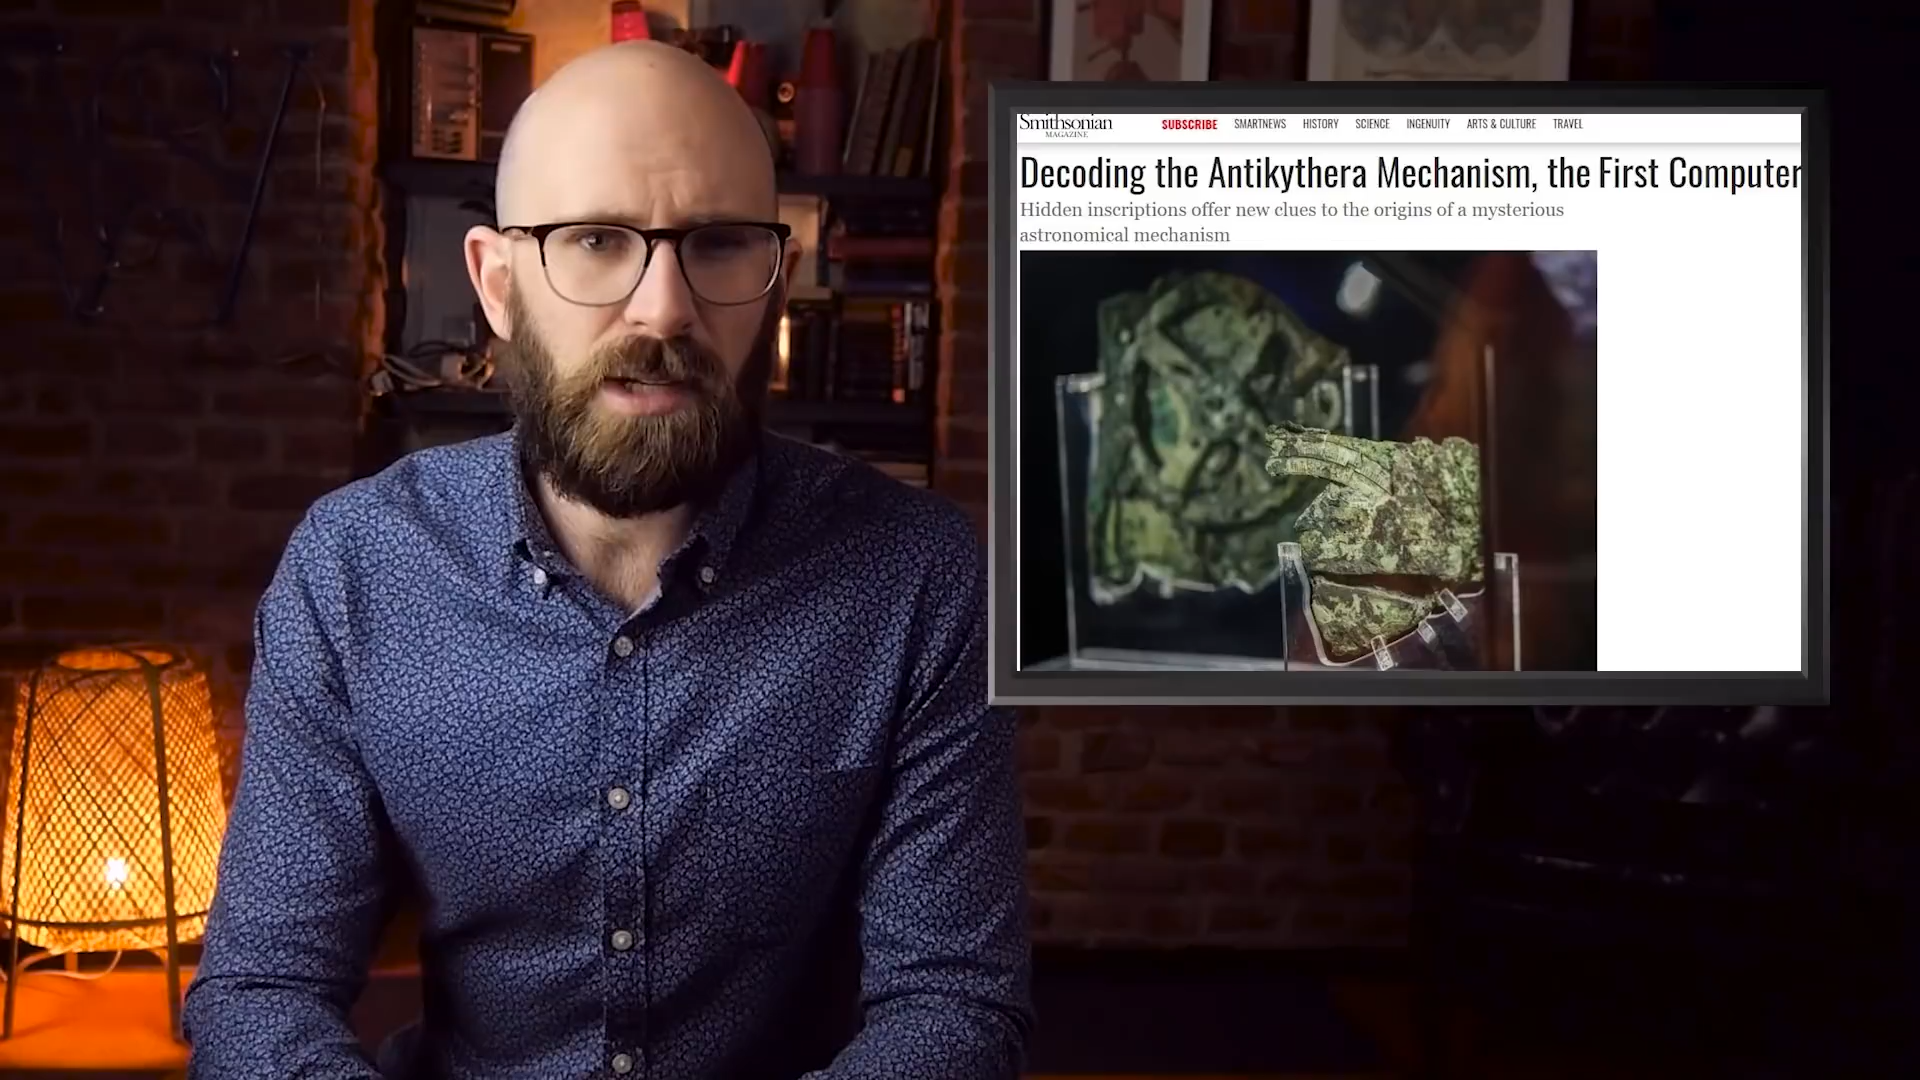 Smithsonian
MAGAZINE
SUBSCRIBE SMARTNEWS HISTORY SCIENCE INGENUITY ARTS & CULTURE TRAVEL
Decoding the Antikythera Mechanism, the First Computer
Hidden inscriptions offer new clues to the origins of a mysterious
astronomical mechanism